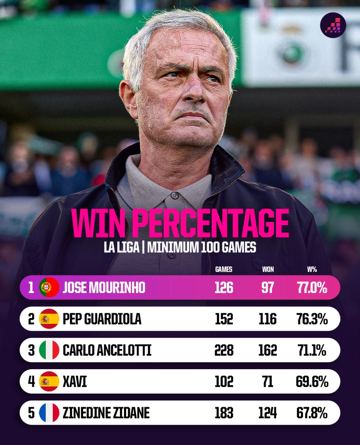 WIN PERCENTAGE
LA LIGA | MINIMUM 100 GAMES
GAMES WON W%
1 JOSE MOURINHO 126 97 77.0%
2 PEP GUARDIOLA 152 116 76.3%
3 CARLO ANCELOTTI 228 162 71.1%
4 XAVI 102 71 69.6%
5 ZINEDINE ZIDANE 183 124 67.8%